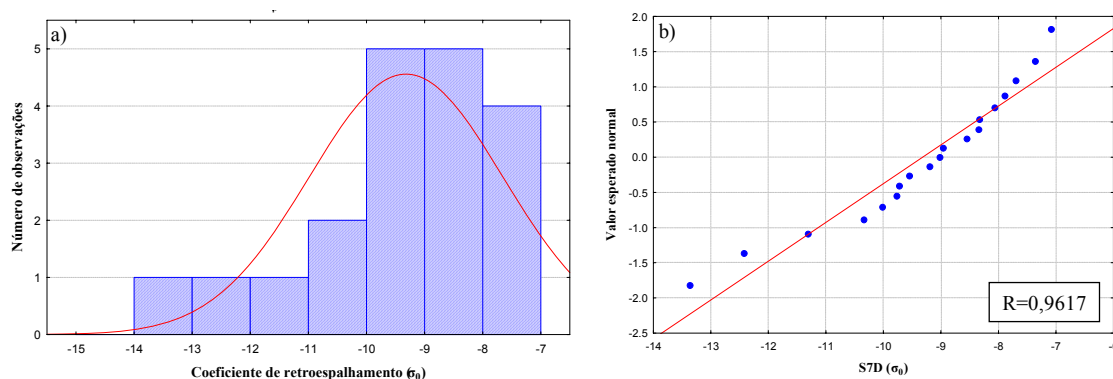 a)
Número de observações
5
4
3
2
1
0
-15 -14 -13 -12 -11 -10 -9 -8 -7
Coeficiente de retroespalhamento (σ₀)
b)
Valor esperado normal
2.0
1.5
1.0
0.5
0.0
-0.5
-1.0
-1.5
-2.0
-2.5
R=0,9617
-14 -13 -12 -11 -10 -9 -8 -7 -6
S7D (σ₀)